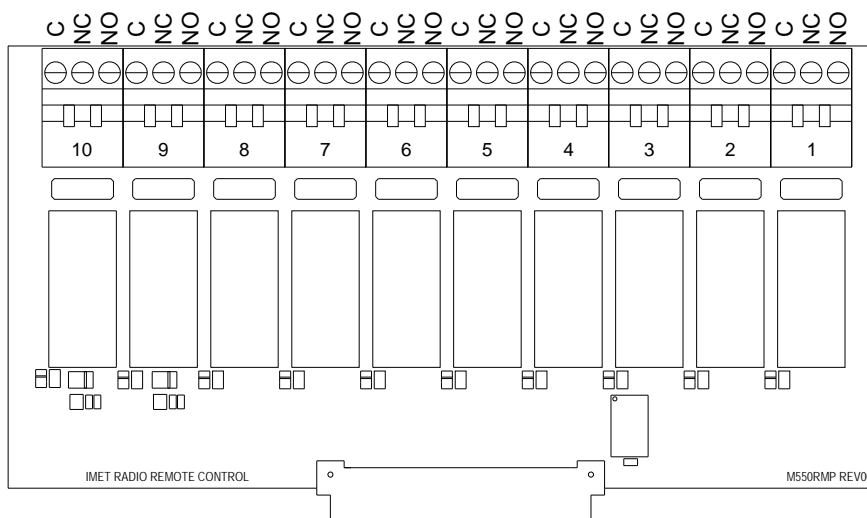 C NC NO C NC NO C NC NO C NC NO C NC NO C NC NO C NC NO C NC NO C NC NO C NC NO
10 9 8 7 6 5 4 3 2 1
IMET RADIO REMOTE CONTROL M550RMP REV0